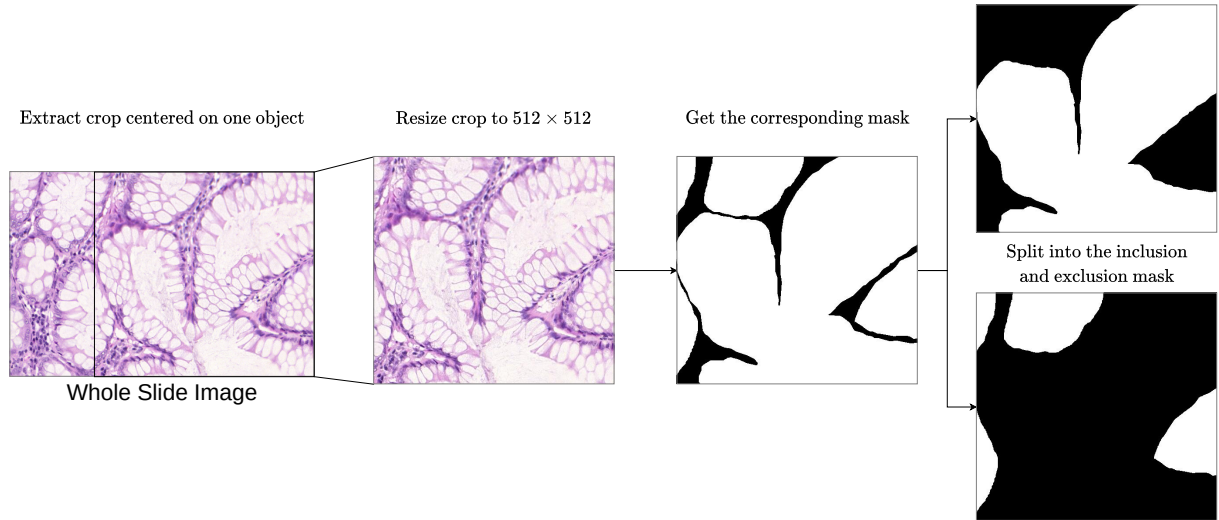 Extract crop centered on one object
Resize crop to 512 × 512
Get the corresponding mask
Split into the inclusion
and exclusion mask
Whole Slide Image